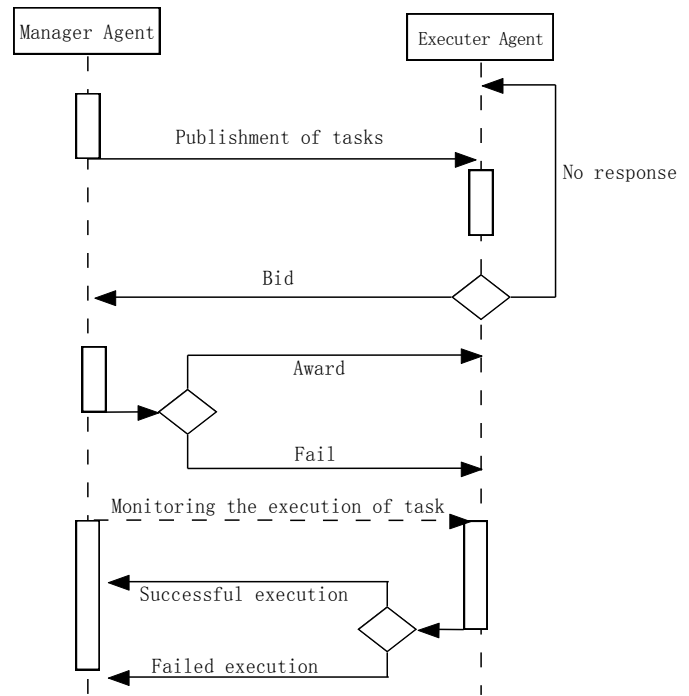 Manager Agent
Executer Agent
Publishment of tasks
No response
Bid
Award
Fail
Monitoring the execution of task
Successful execution
Failed execution